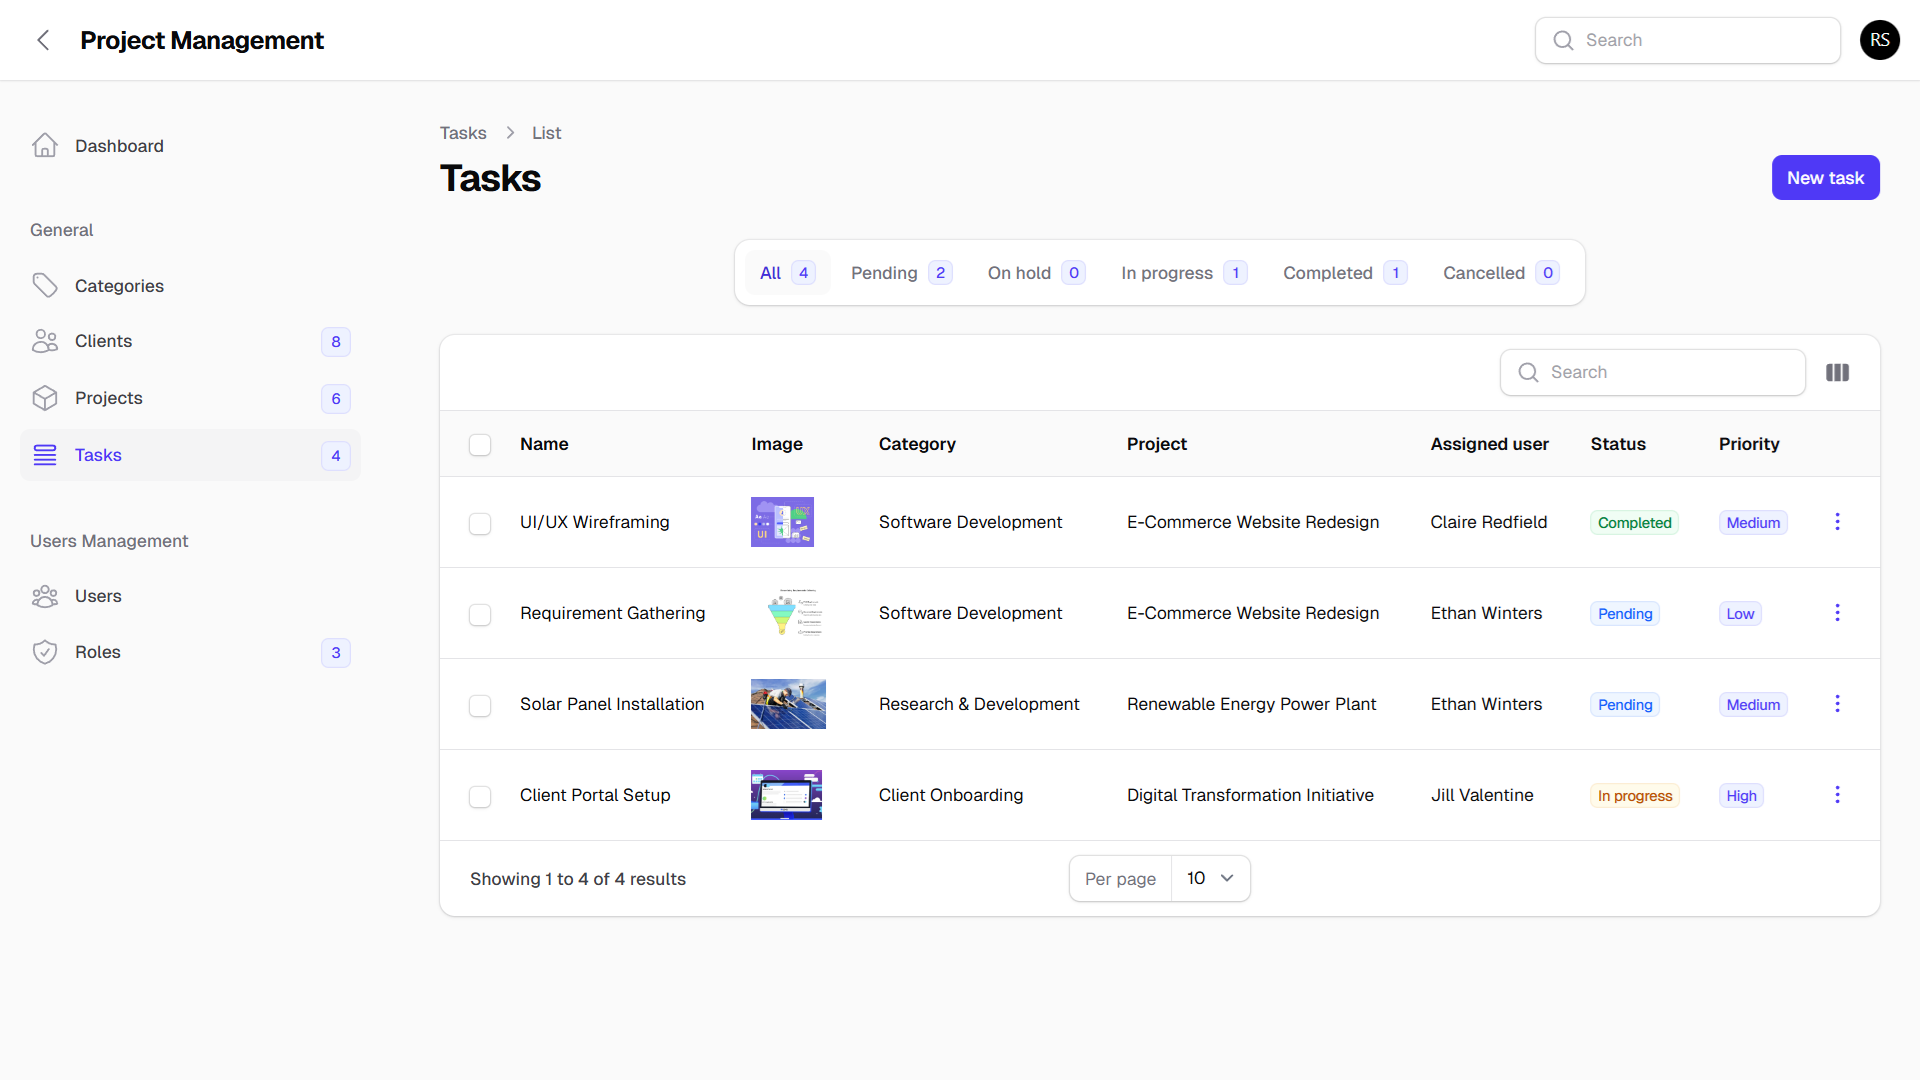 Project Management
Search
RS
Dashboard
General
Categories
Clients 8
Projects 6
Tasks 4
Users Management
Users
Roles 3
Tasks > List
Tasks
New task
All 4 Pending 2 On hold 0 In progress 1 Completed 1 Cancelled 0
Search
Name Image Category Project Assigned user Status Priority
UI/UX Wireframing Software Development E-Commerce Website Redesign Claire Redfield Completed Medium
UI
Requirement Gathering Software Development E-Commerce Website Redesign Ethan Winters Pending Low
Solar Panel Installation Research & Development Renewable Energy Power Plant Ethan Winters Pending Medium
Client Portal Setup Client Onboarding Digital Transformation Initiative Jill Valentine In progress High
Showing 1 to 4 of 4 results
Per page 10